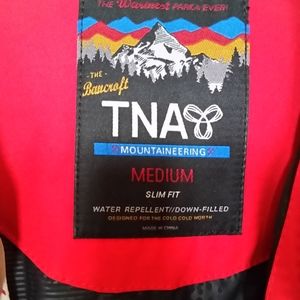 THE Warmest PARKA EVER!
-THE-
Bancroft
TNA
MOUNTAINEERING
MEDIUM
SLIM FIT
WATER REPELLENT//DOWN-FILLED
DESIGNED FOR THE COLD COLD NORTH
MADE IN CHINA